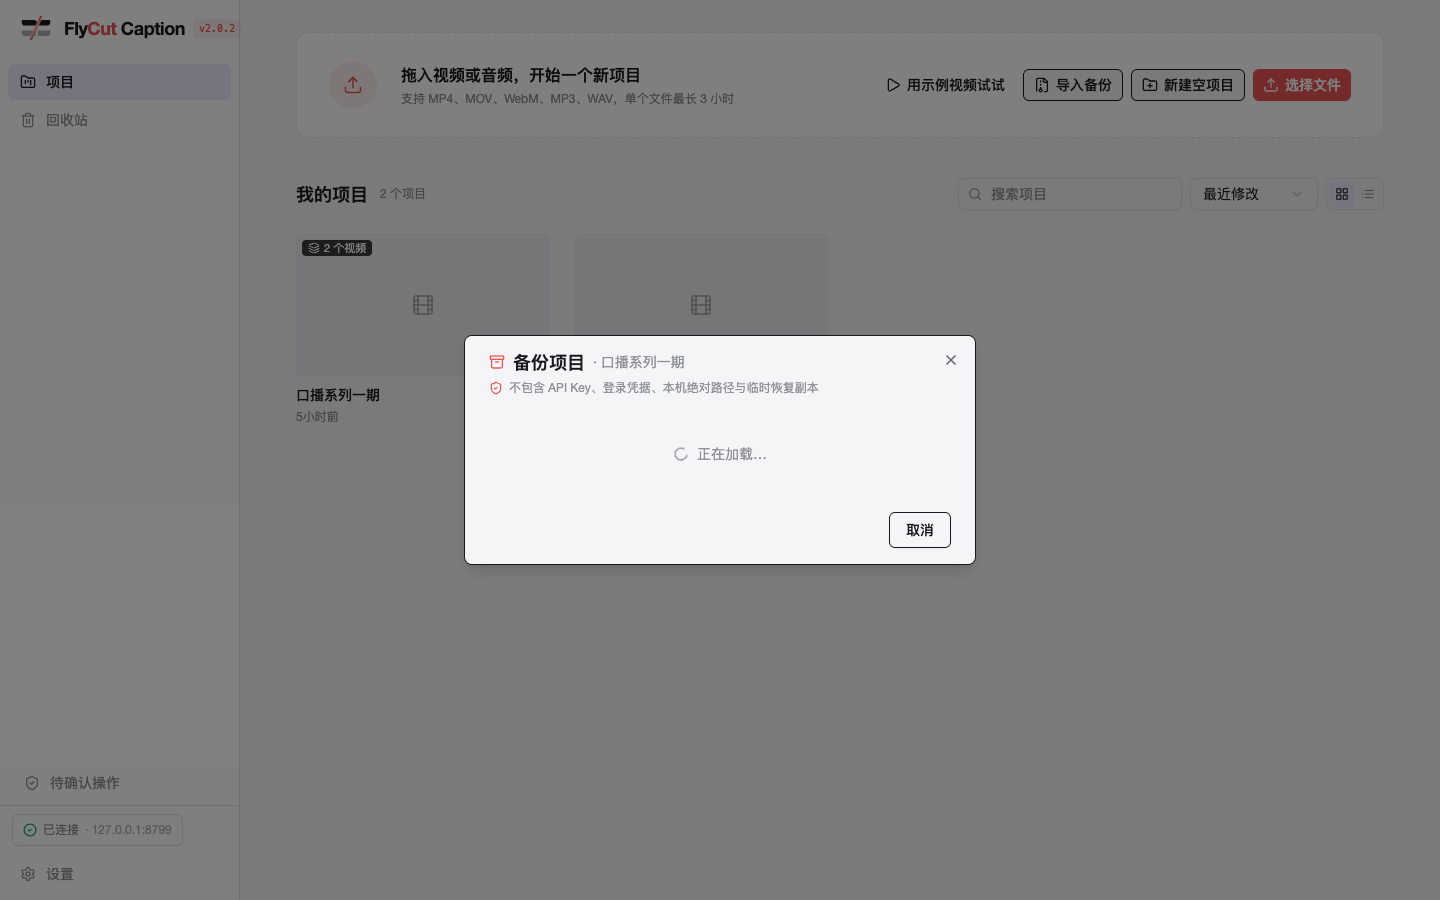 FlyCut Caption v2.0.2
项目
回收站
拖入视频或音频，开始一个新项目
支持 MP4、MOV、WebM、MP3、WAV，单个文件最长 3 小时
用示例视频试试
导入备份
新建空项目
选择文件
我的项目 2 个项目
搜索项目
最近修改
2 个视频
口播系列一期
5小时前
备份项目 · 口播系列一期
不包含 API Key、登录凭据、本机绝对路径与临时恢复副本
正在加载…
取消
待确认操作
已连接 · 127.0.0.1:8799
设置